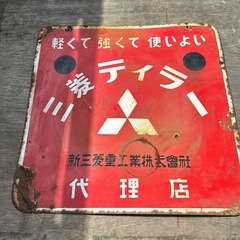 軽くて 強くて 使いよい
三菱ティラー
新三菱重工業株式會社
代理店